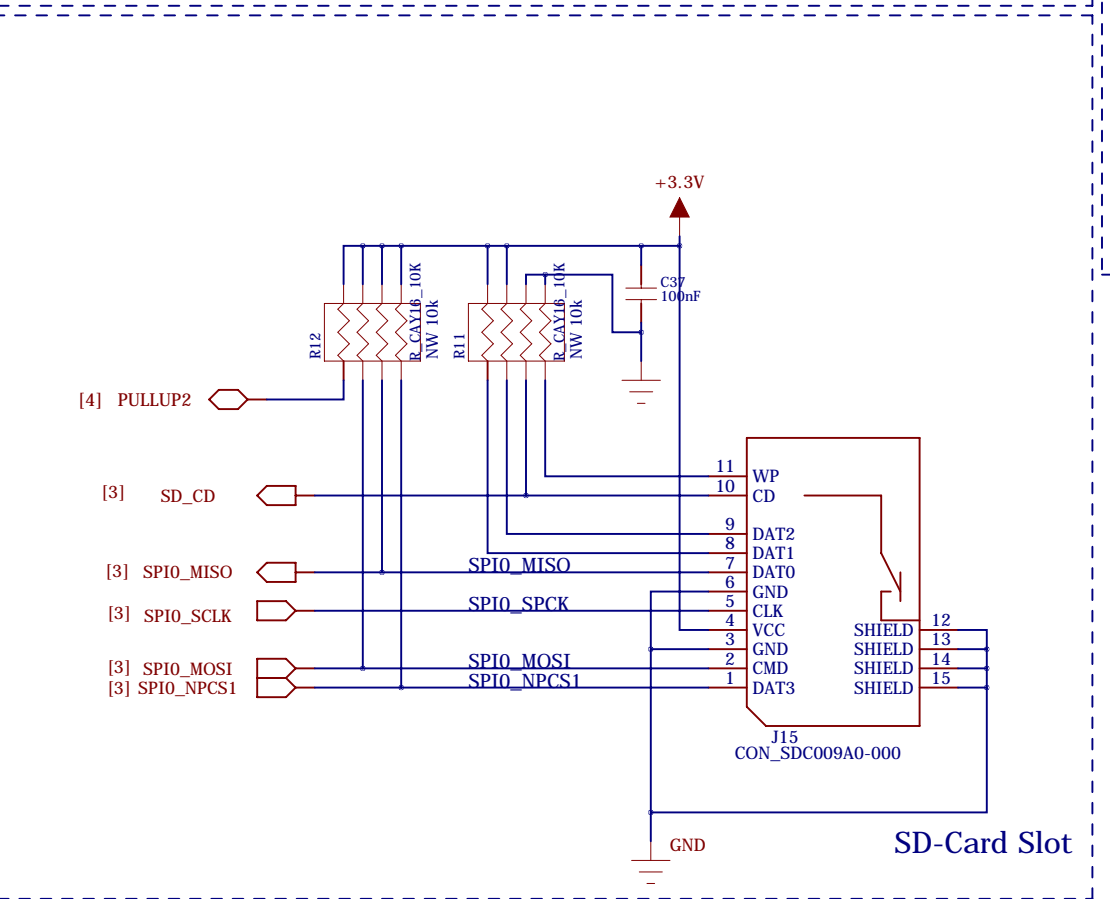 +3.3V
C37
100nF
R12
R_CAY16_10K
NW 10k
R11
R_CAY16_10K
NW 10k
[4] PULLUP2
11 WP
[3] SD_CD
10 CD
9 DAT2
8 DAT1
[3] SPI0_MISO
SPI0_MISO
7 DAT0
6 GND
[3] SPI0_SCLK
SPI0_SPCK
5 CLK
4 VCC
SHIELD 12
3 GND
SHIELD 13
[3] SPI0_MOSI
SPI0_MOSI
2 CMD
SHIELD 14
[3] SPI0_NPCS1
SPI0_NPCS1
1 DAT3
SHIELD 15
J15
CON_SDC009A0-000
GND
SD-Card Slot